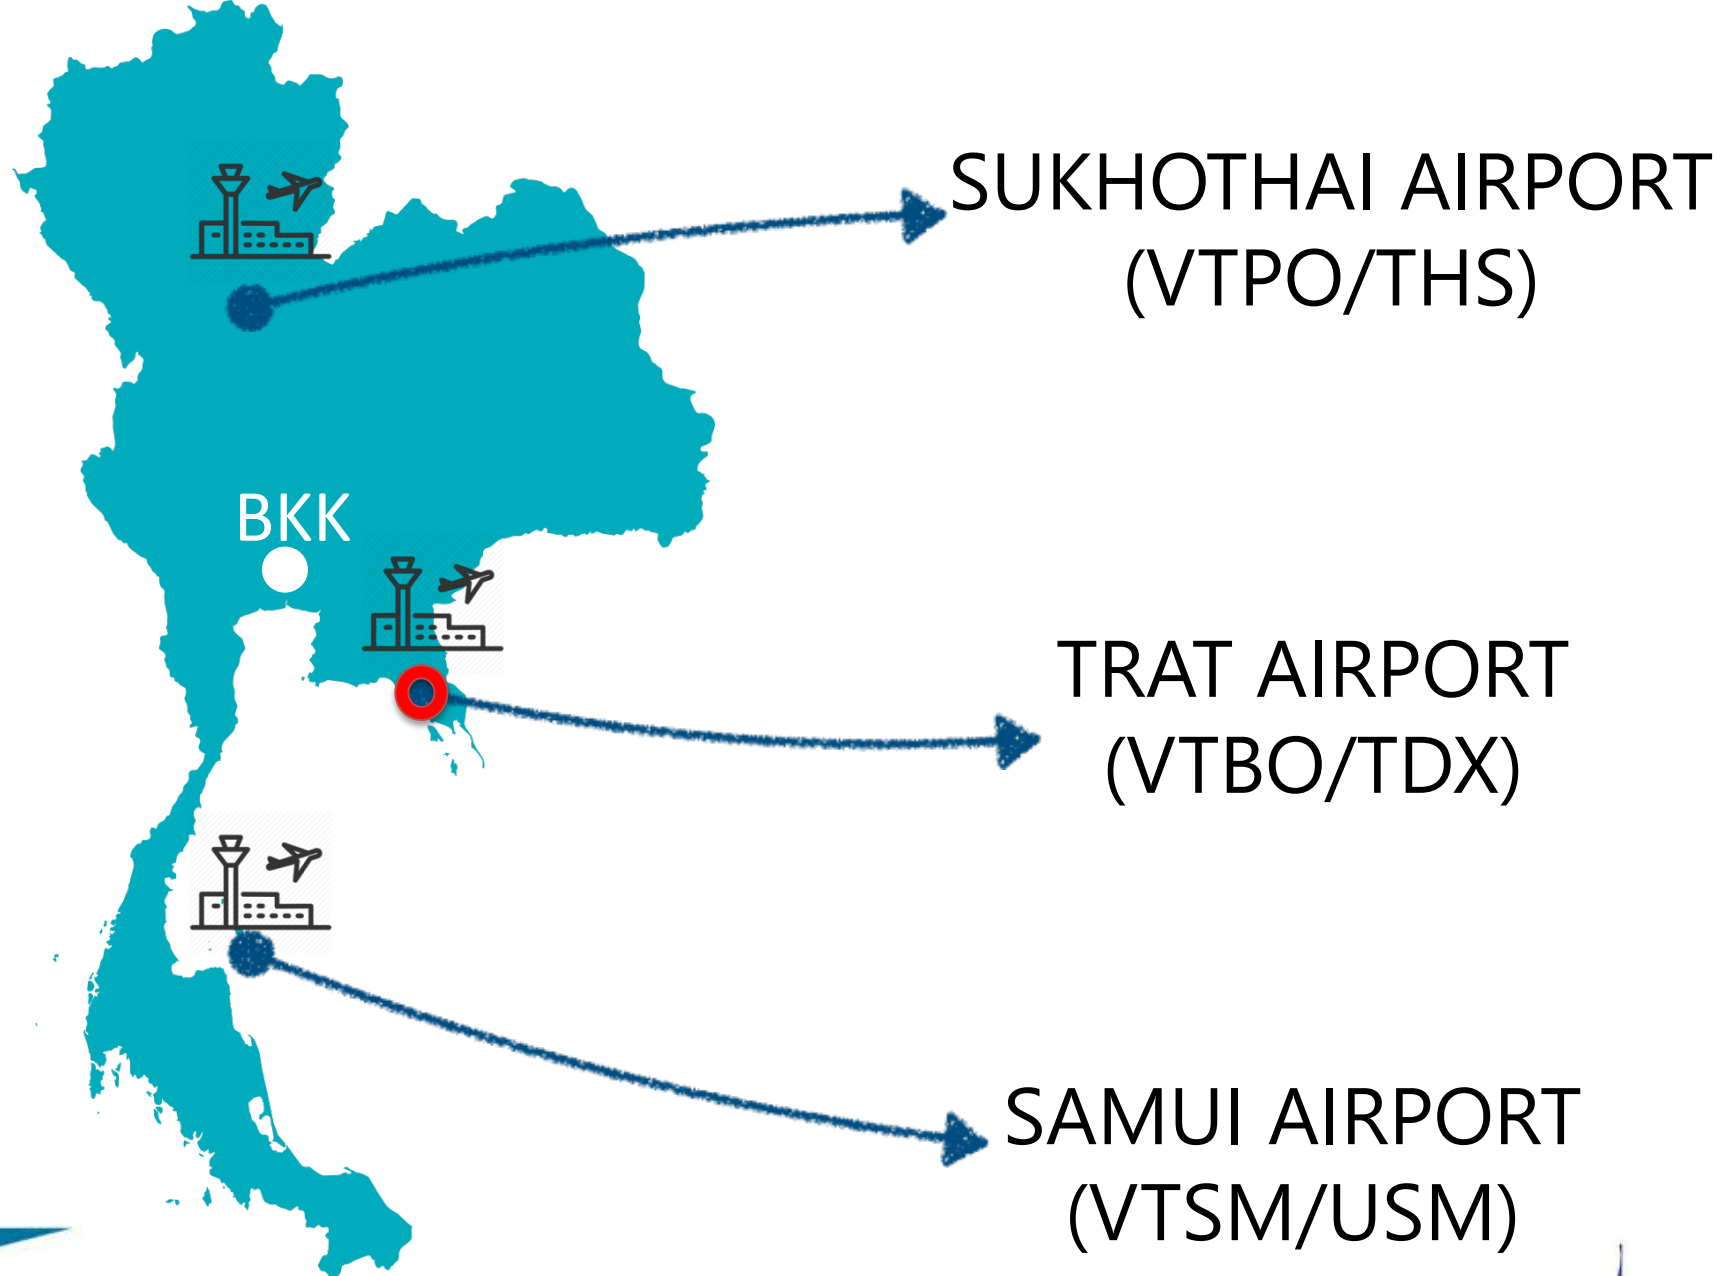 SUKHOTHAI AIRPORT
(VTPO/THS)
BKK
TRAT AIRPORT
(VTBO/TDX)
SAMUI AIRPORT
(VTSM/USM)